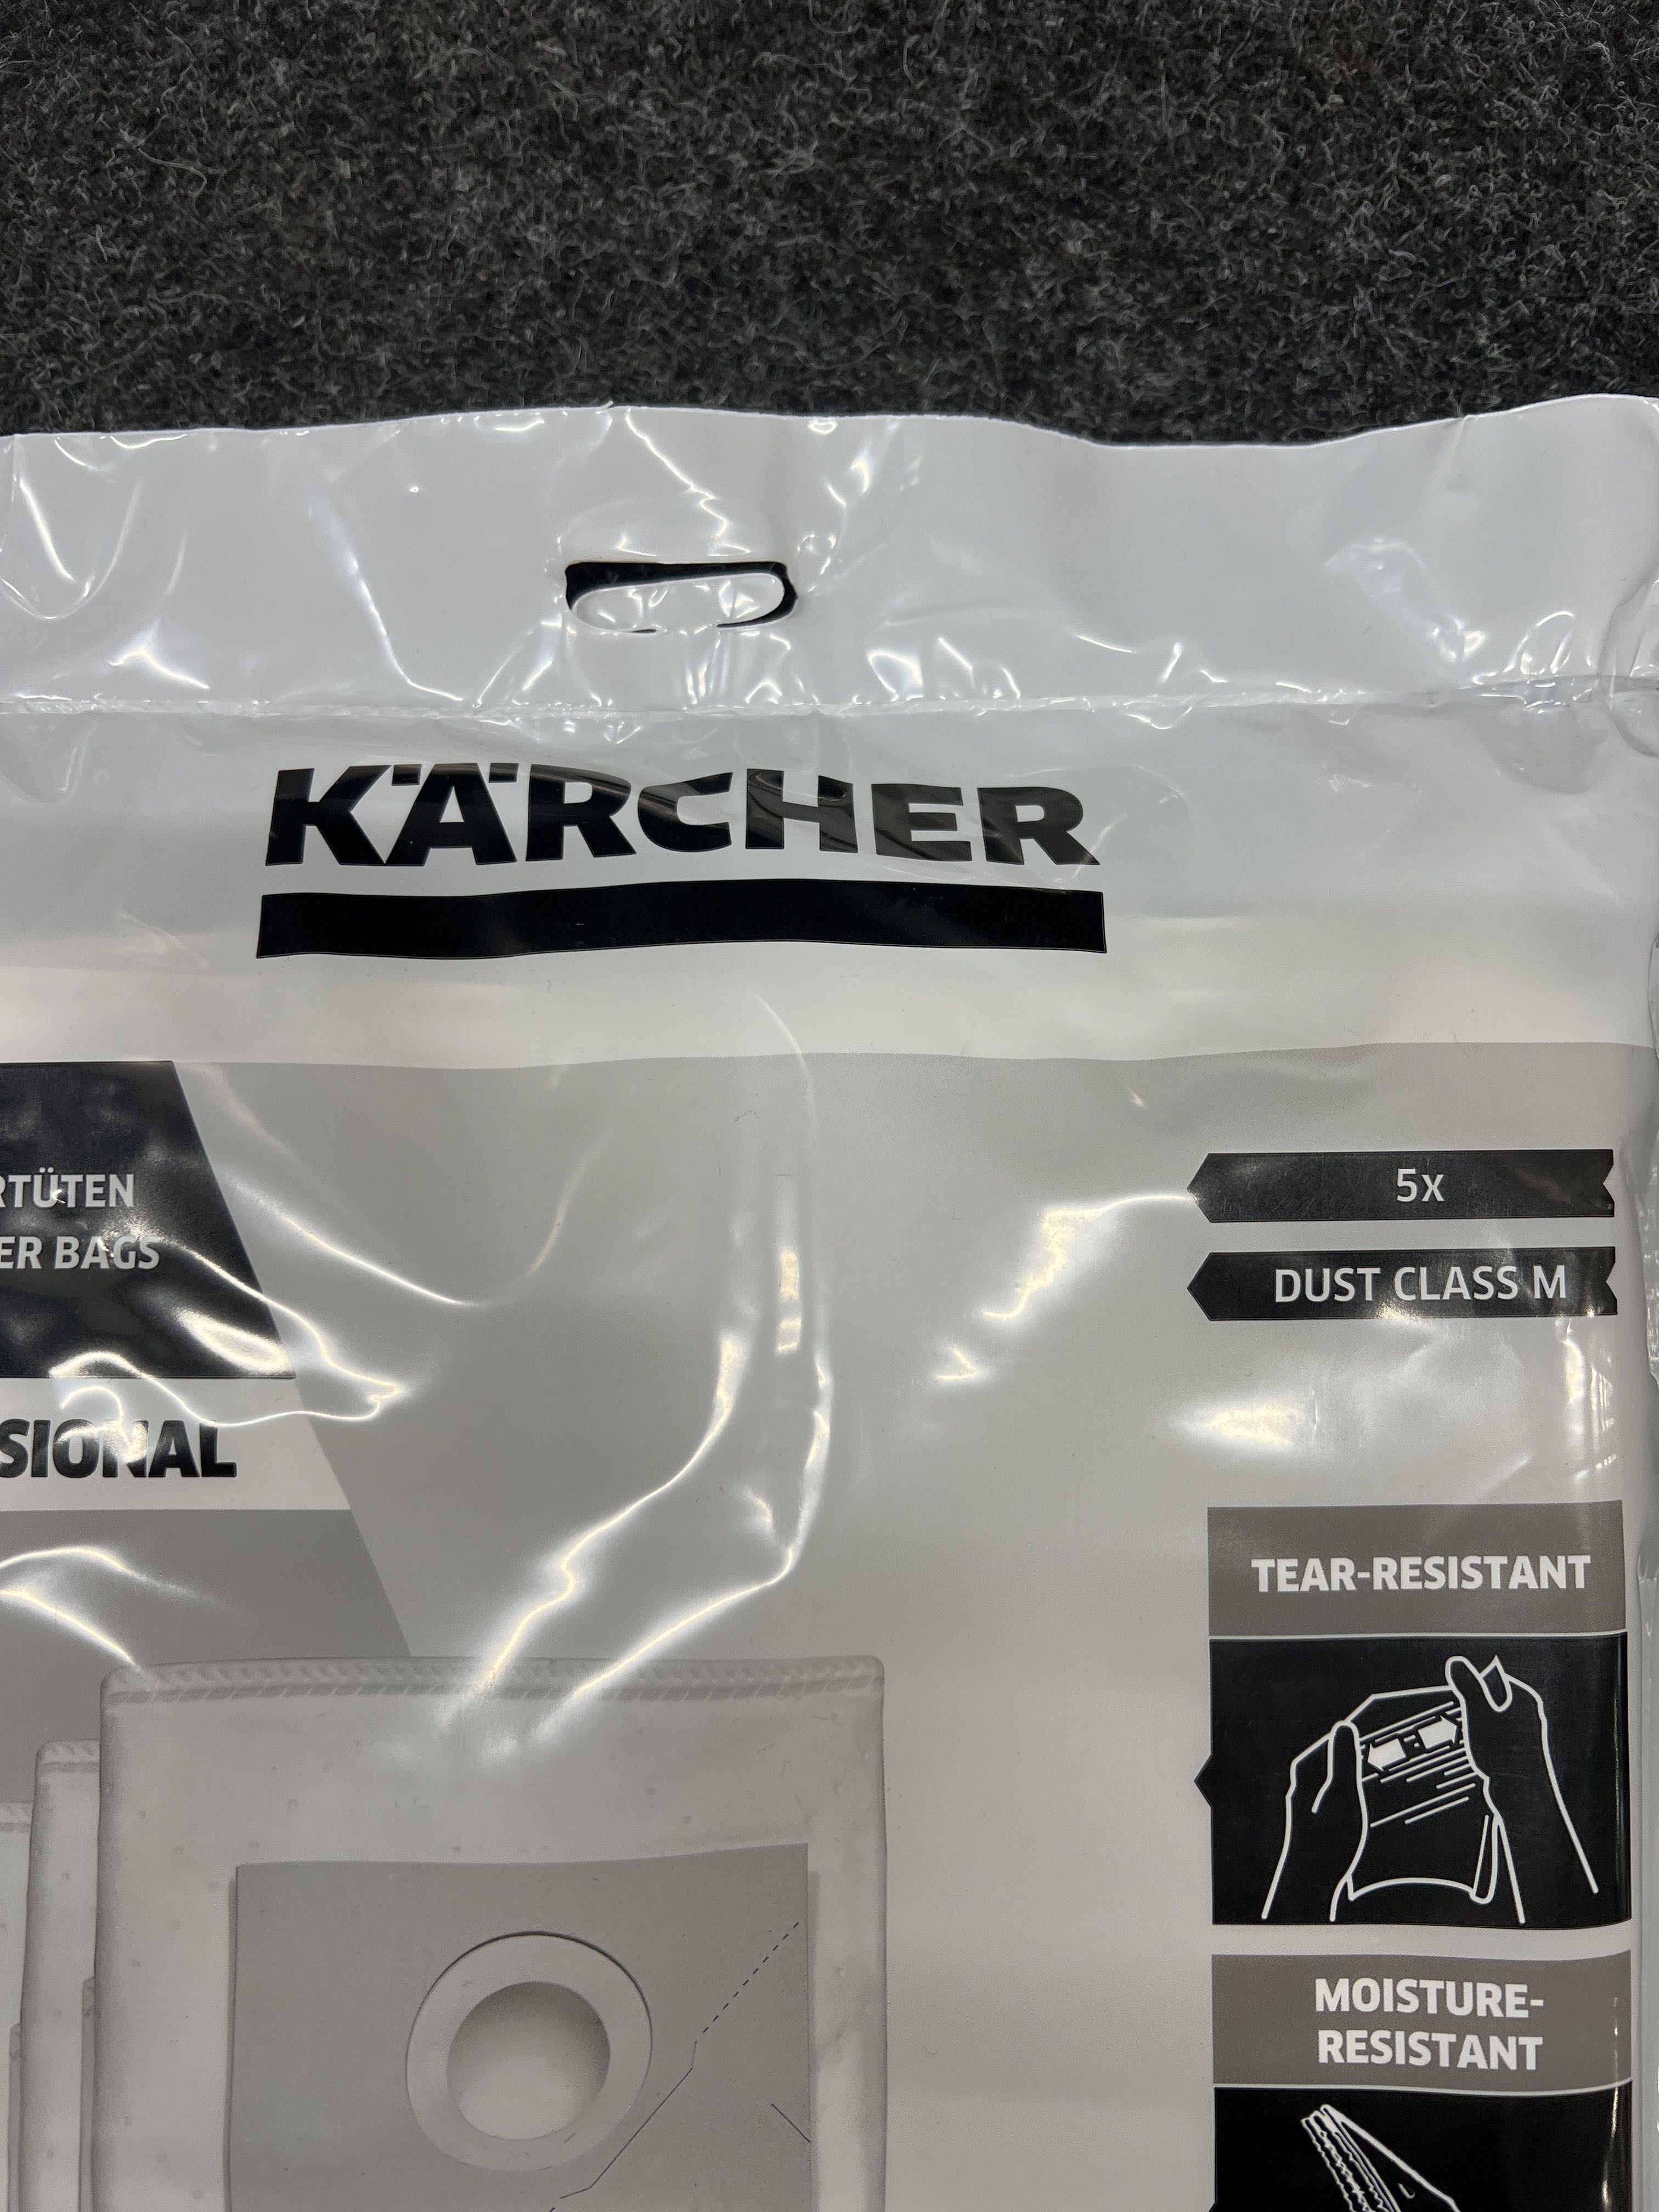 KÄRCHER
RTÜTEN
ER BAGS
SIONAL
5x
DUST CLASS M
TEAR-RESISTANT
MOISTURE-
RESISTANT